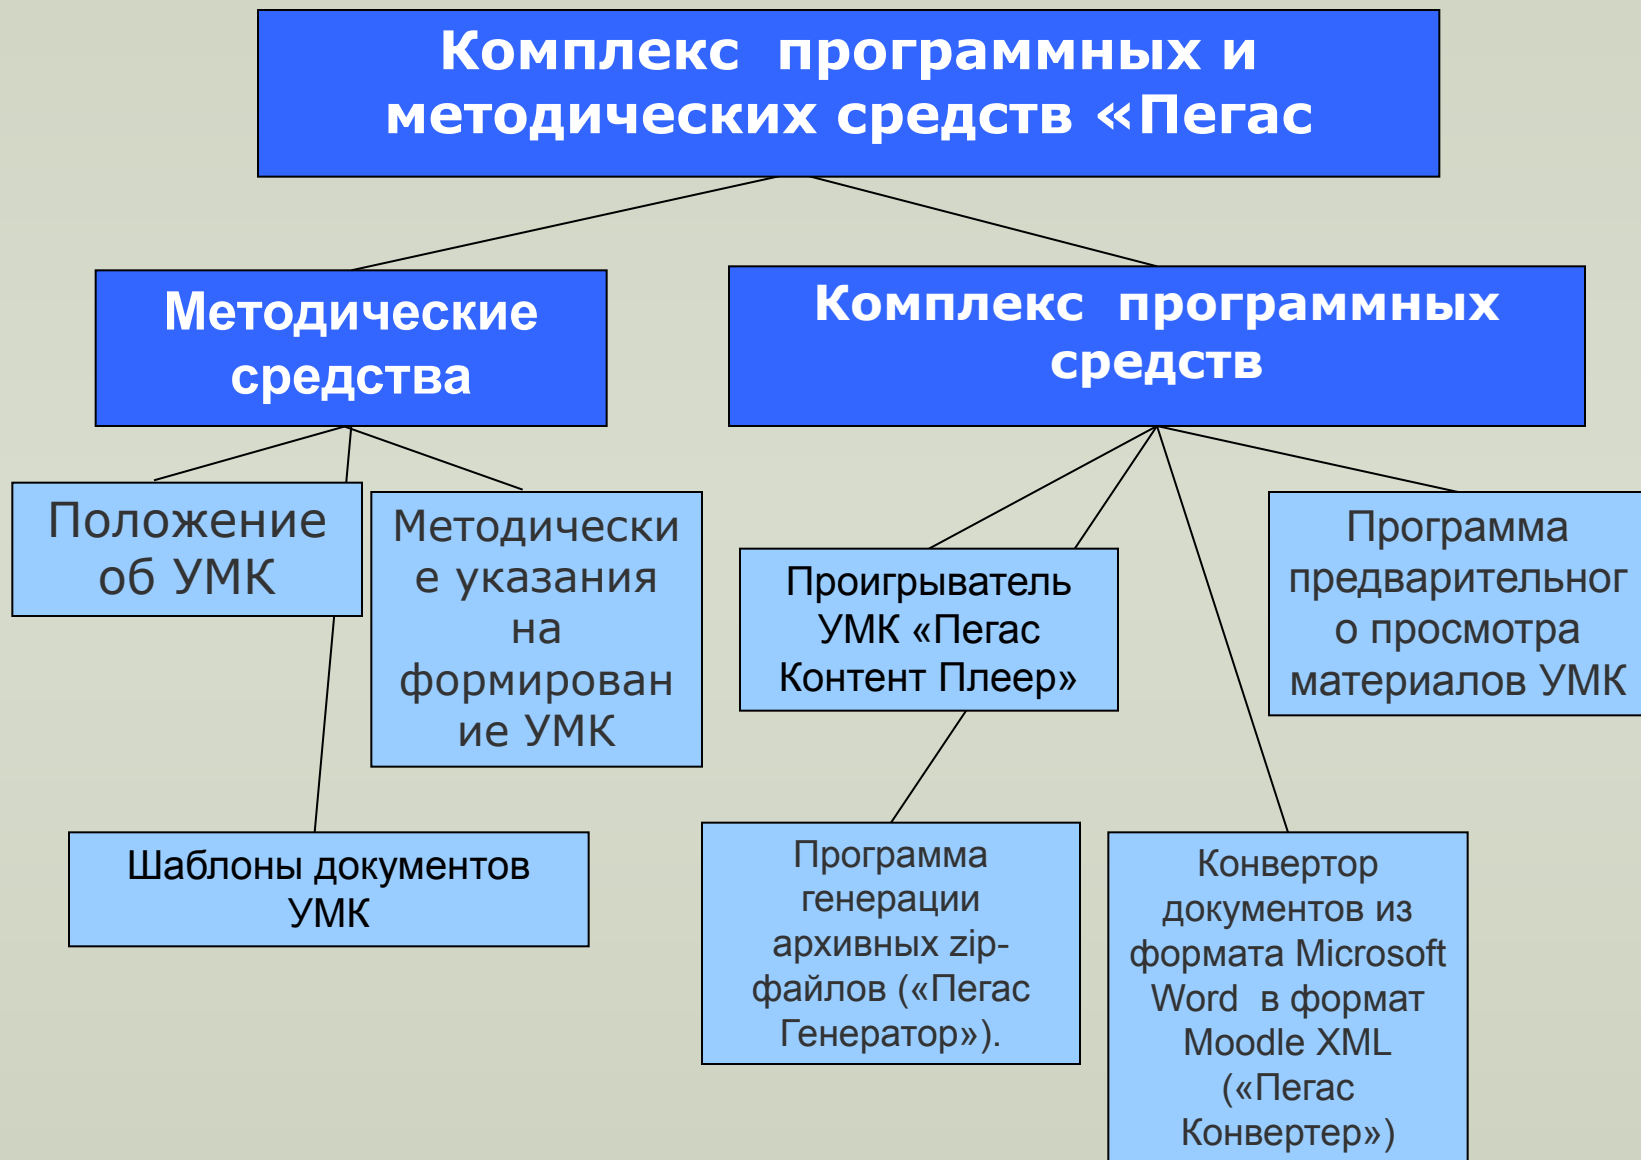 Комплекс программных и
методических средств «Пегас
Методические
средства
Комплекс программных
средств
Положение
об УМК
Методически
е указания
на
формирован
ие УМК
Проигрыватель
УМК «Пегас
Контент Плеер»
Программа
предварительног
о просмотра
материалов УМК
Шаблоны документов
УМК
Программа
генерации
архивных zip-
файлов («Пегас
Генератор»).
Конвертор
документов из
формата Microsoft
Word в формат
Moodle XML
(«Пегас
Конвертер»)